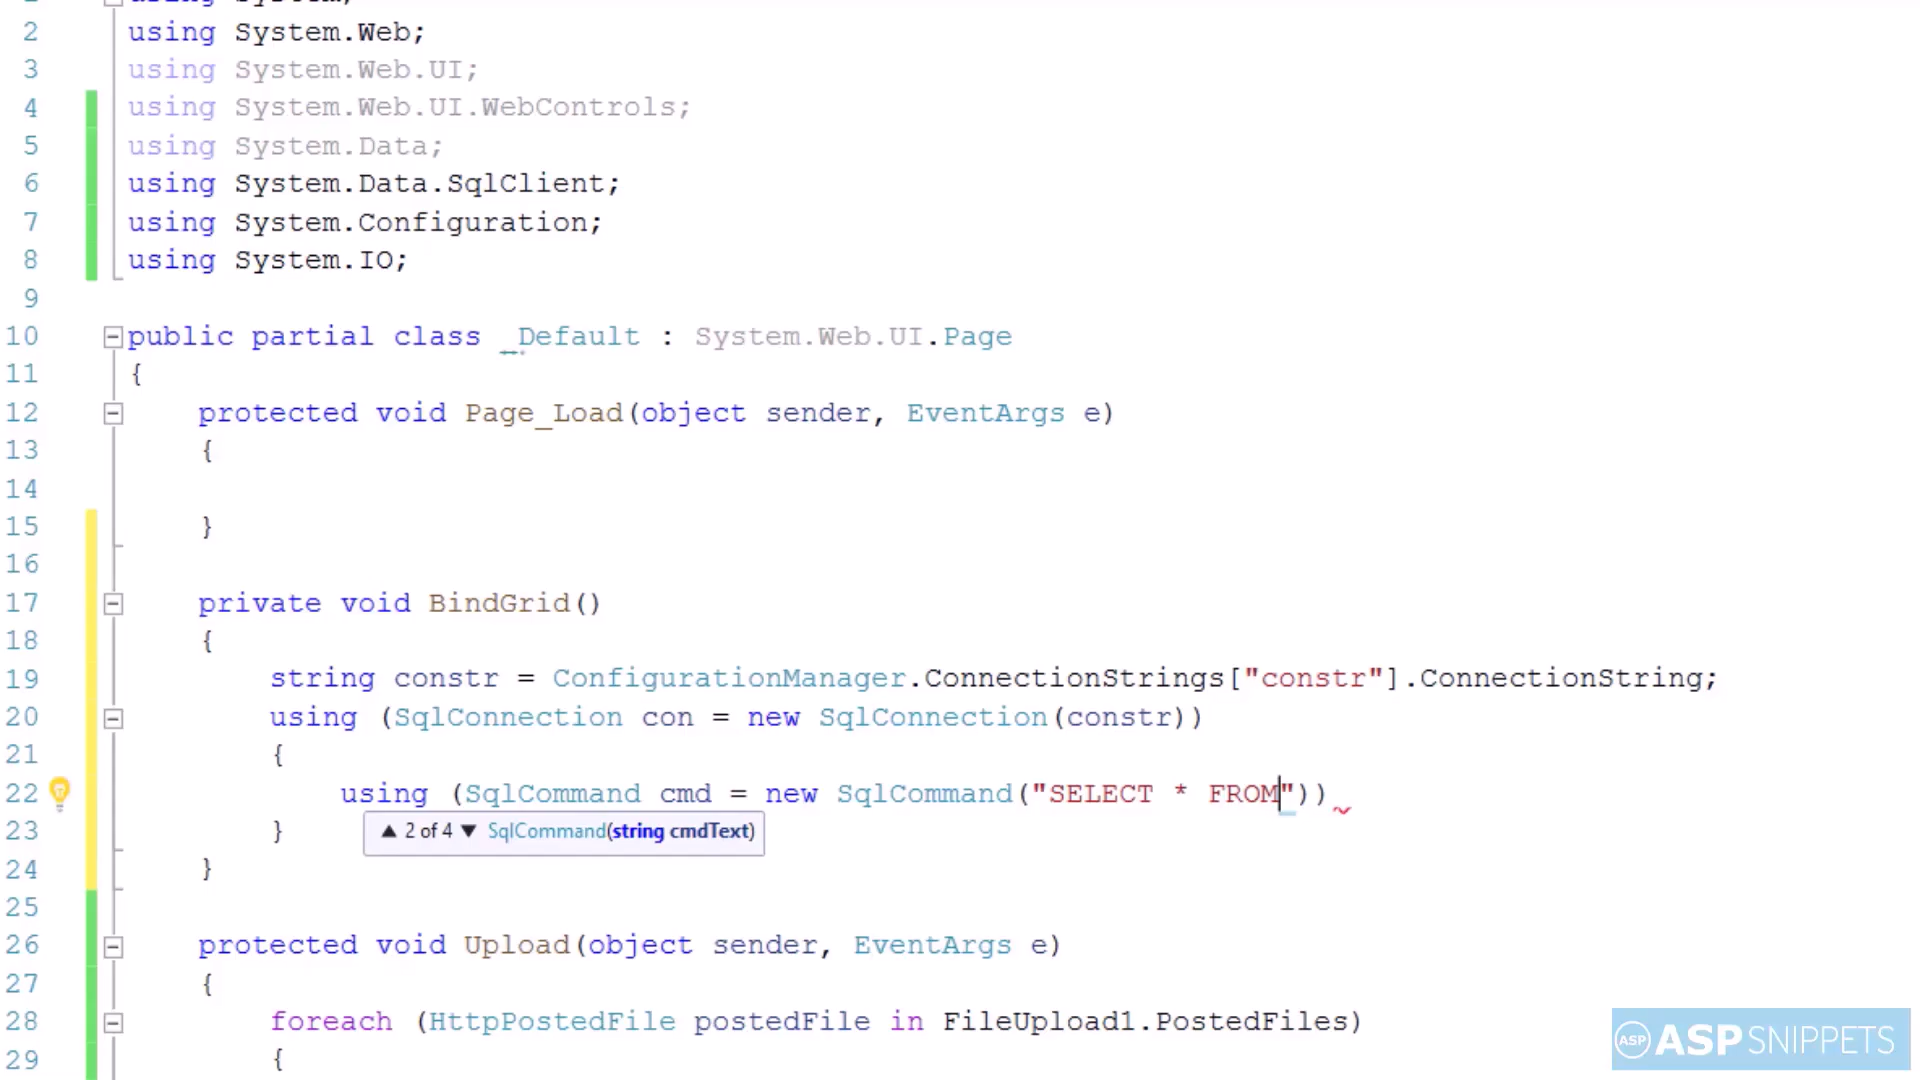 using System;
2 using System.Web;
3 using System.Web.UI;
4 using System.Web.UI.WebControls;
5 using System.Data;
6 using System.Data.SqlClient;
7 using System.Configuration;
8 using System.IO;
9
10 public partial class _Default : System.Web.UI.Page
11 {
12 protected void Page_Load(object sender, EventArgs e)
13 {
14
15 }
16
17 private void BindGrid()
18 {
19 string constr = ConfigurationManager.ConnectionStrings["constr"].ConnectionString;
20 using (SqlConnection con = new SqlConnection(constr))
21 {
22 using (SqlCommand cmd = new SqlCommand("SELECT * FROM"))
23 }
▲ 2 of 4 ▼ SqlCommand(string cmdText)
24 }
25
26 protected void Upload(object sender, EventArgs e)
27 {
28 foreach (HttpPostedFile postedFile in FileUpload1.PostedFiles)
29 {
ASP ASPSNIPPETS